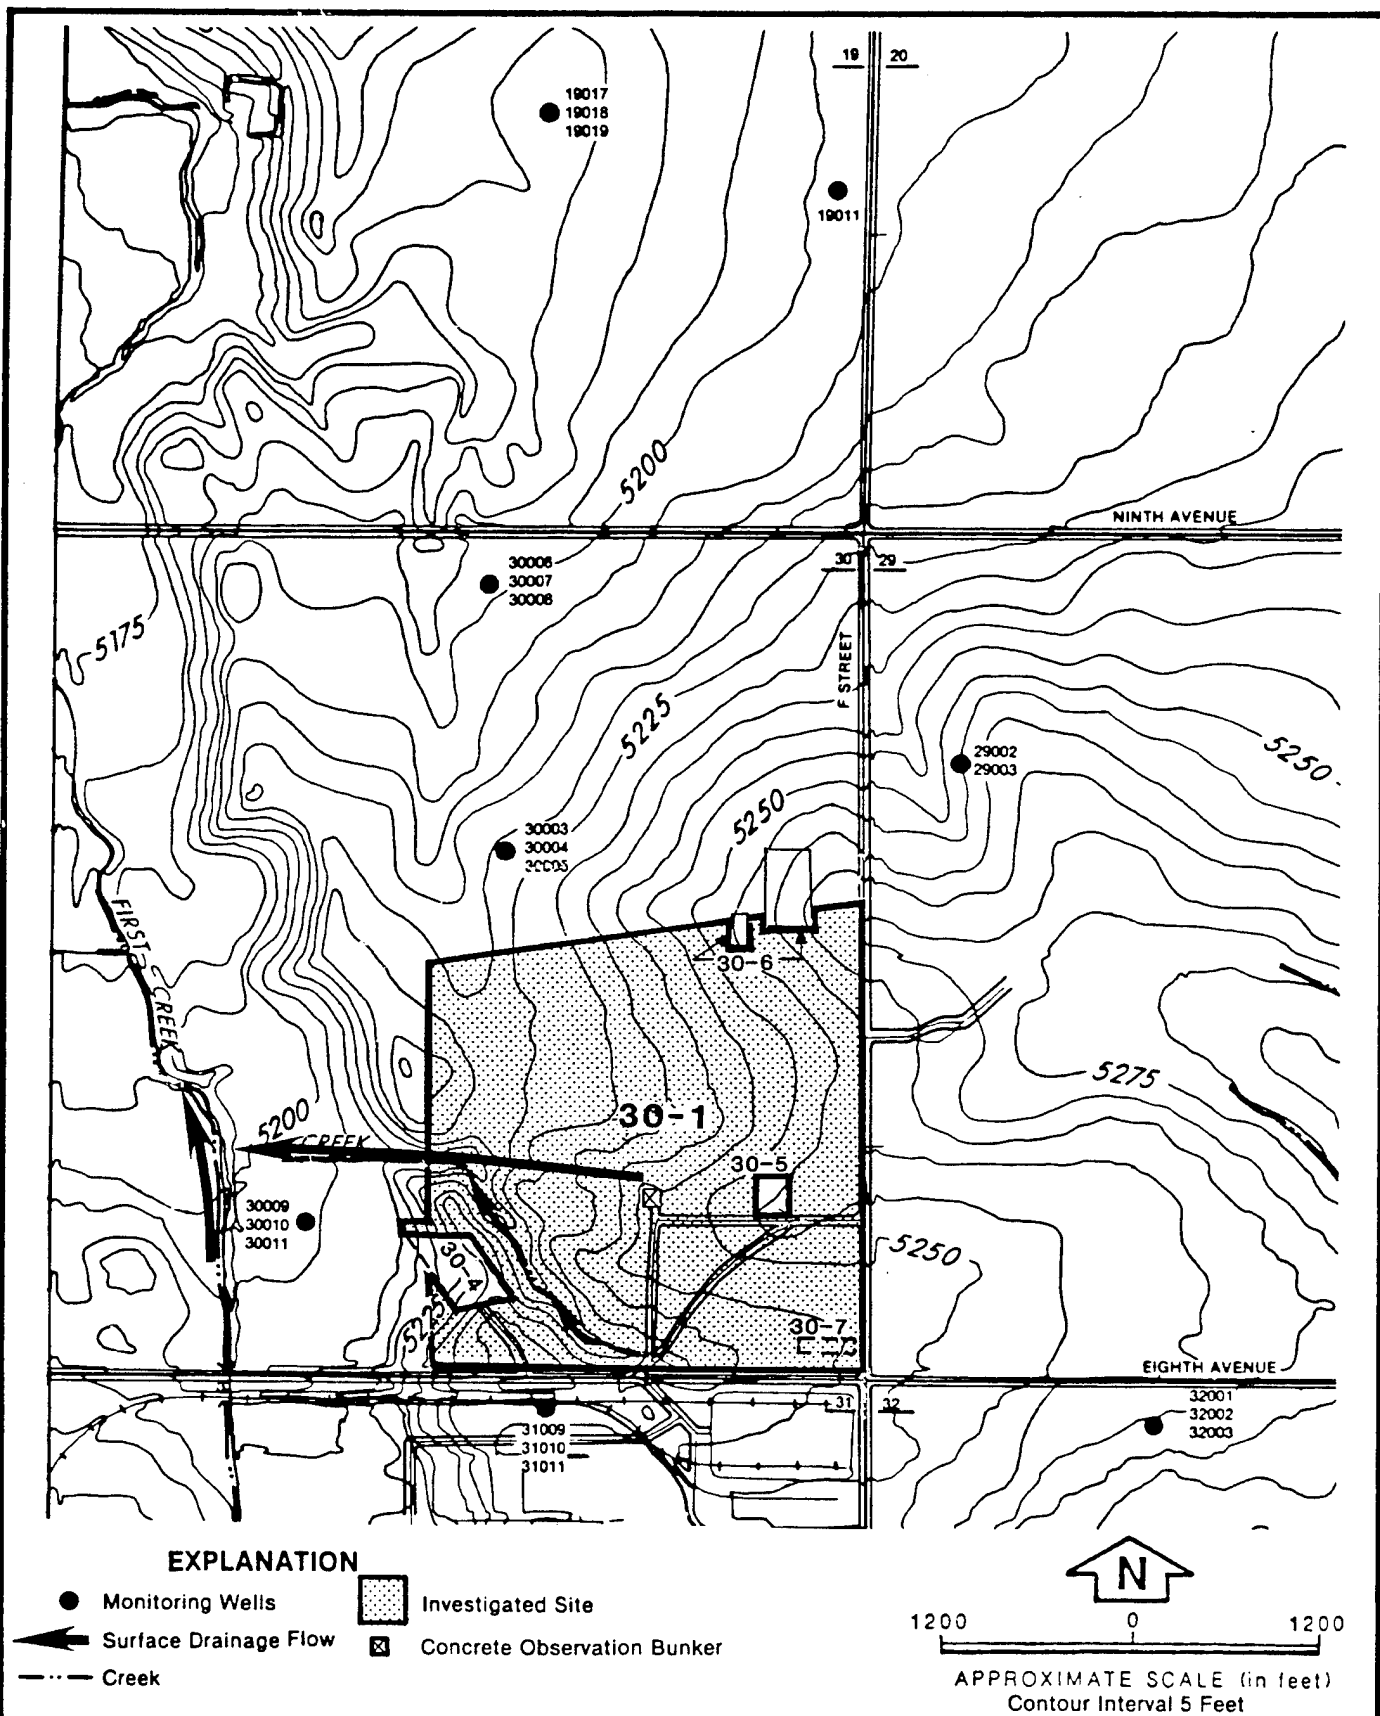 19 20
19017
19018
19019
19011
5200
NINTH AVENUE
30 29
30006
30007
30008
5175
F STREET
5225
5250
29002
29003
5250
30003
30004
30005
FIRST CREEK
30-6
5275
30-1
5200
CREEK
30-5
30009
30010
30011
30-4
5250
5225
30-7
EIGHTH AVENUE
31 32
32001
32002
32003
31009
31010
31011
EXPLANATION
Monitoring Wells
Investigated Site
Surface Drainage Flow
Concrete Observation Bunker
Creek
N
1200 0 1200
APPROXIMATE SCALE (in feet)
Contour Interval 5 Feet